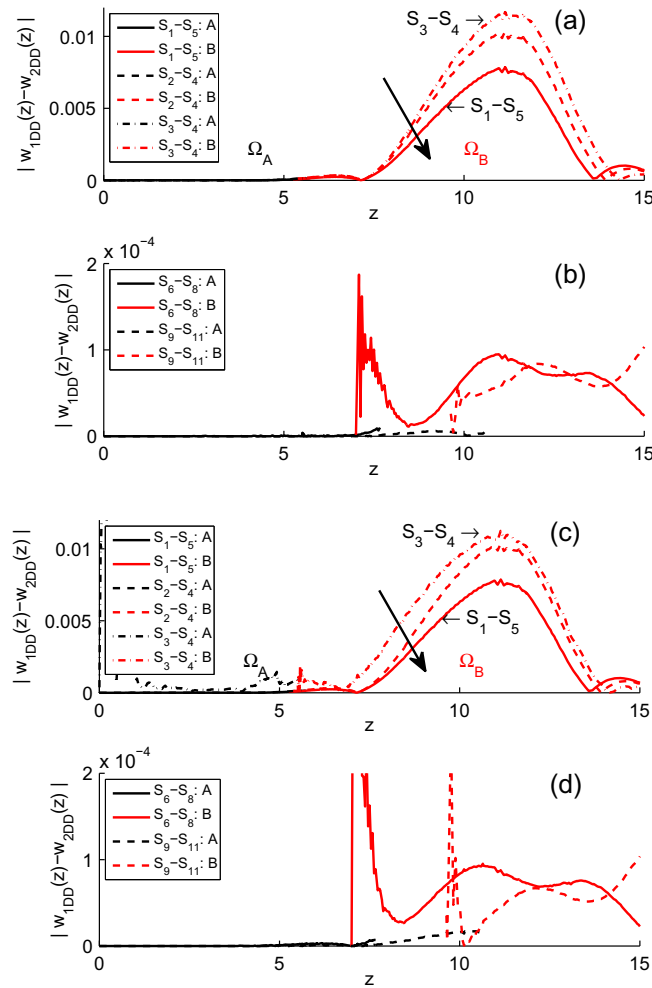 (a)
| w1DD(z)−w2DD(z) |
0.01
0.005
0
S1−S5: A
S1−S5: B
S2−S4: A
S2−S4: B
S3−S4: A
S3−S4: B
S3−S4 →
← S1−S5
ΩA
ΩB
0 5 10 15
z
(b)
x 10−4
| w1DD(z)−w2DD(z) |
2
1
0
S6−S8: A
S6−S8: B
S9−S11: A
S9−S11: B
0 5 10 15
z
(c)
| w1DD(z)−w2DD(z) |
0.01
0.005
0
S1−S5: A
S1−S5: B
S2−S4: A
S2−S4: B
S3−S4: A
S3−S4: B
S3−S4→
← S1−S5
ΩA
ΩB
0 5 10 15
z
(d)
x 10−4
| w1DD(z)−w2DD(z) |
2
1
0
S6−S8: A
S6−S8: B
S9−S11: A
S9−S11: B
0 5 10 15
z